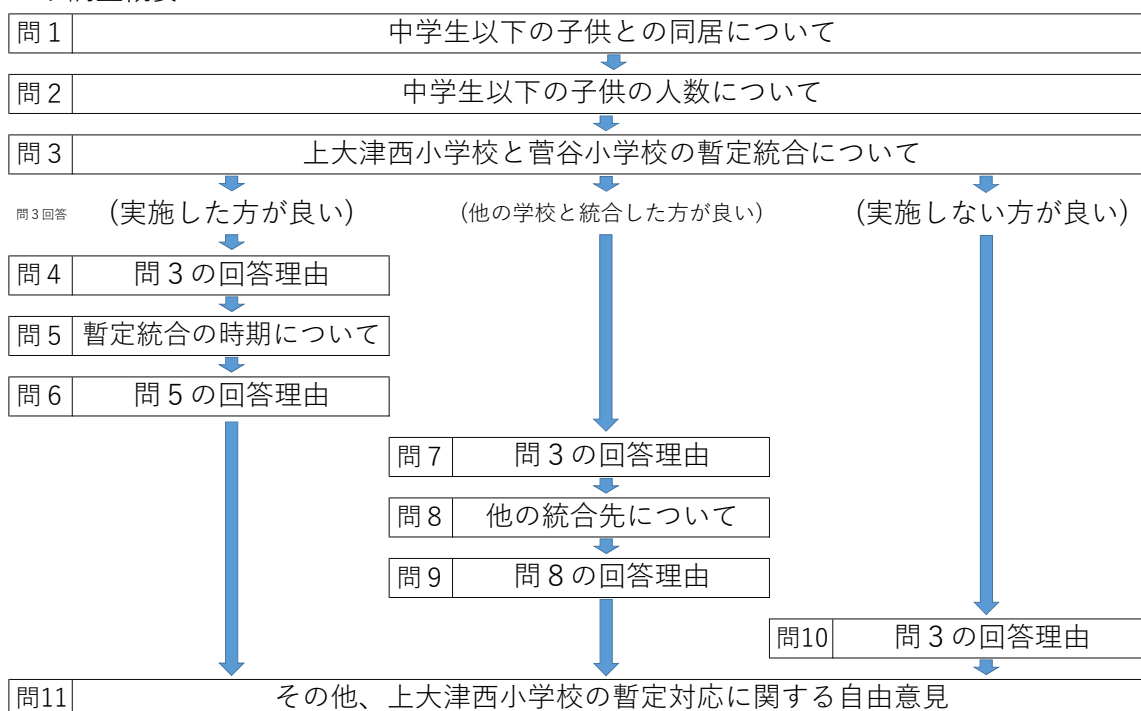 問１ 中学生以下の子供との同居について
問２ 中学生以下の子供の人数について
問３ 上大津西小学校と菅谷小学校の暫定統合について
問３回答 (実施した方が良い) (他の学校と統合した方が良い) (実施しない方が良い)
問４ 問３の回答理由
問５ 暫定統合の時期について
問６ 問５の回答理由
問７ 問３の回答理由
問８ 他の統合先について
問９ 問８の回答理由
問10 問３の回答理由
問11 その他、上大津西小学校の暫定対応に関する自由意見